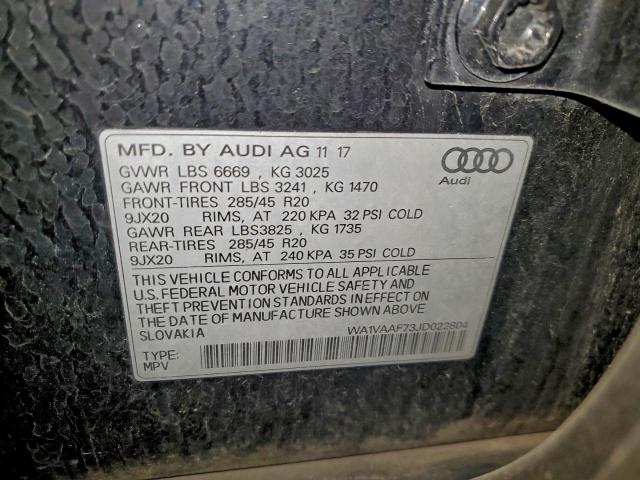 MFD. BY AUDI AG 11 17
GVWR LBS 6669 , KG 3025
GAWR FRONT LBS 3241 , KG 1470
FRONT-TIRES 285/45 R20
9JX20 RIMS, AT 220 KPA 32 PSI COLD
GAWR REAR LBS3825 , KG 1735
REAR-TIRES 285/45 R20
9JX20 RIMS, AT 240 KPA 35 PSI COLD
THIS VEHICLE CONFORMS TO ALL APPLICABLE
U.S. FEDERAL MOTOR VEHICLE SAFETY AND
THEFT PREVENTION STANDARDS IN EFFECT ON
THE DATE OF MANUFACTURE SHOWN ABOVE
SLOVAKIA
WA1VAAF73JD022804
TYPE:
MPV
Audi